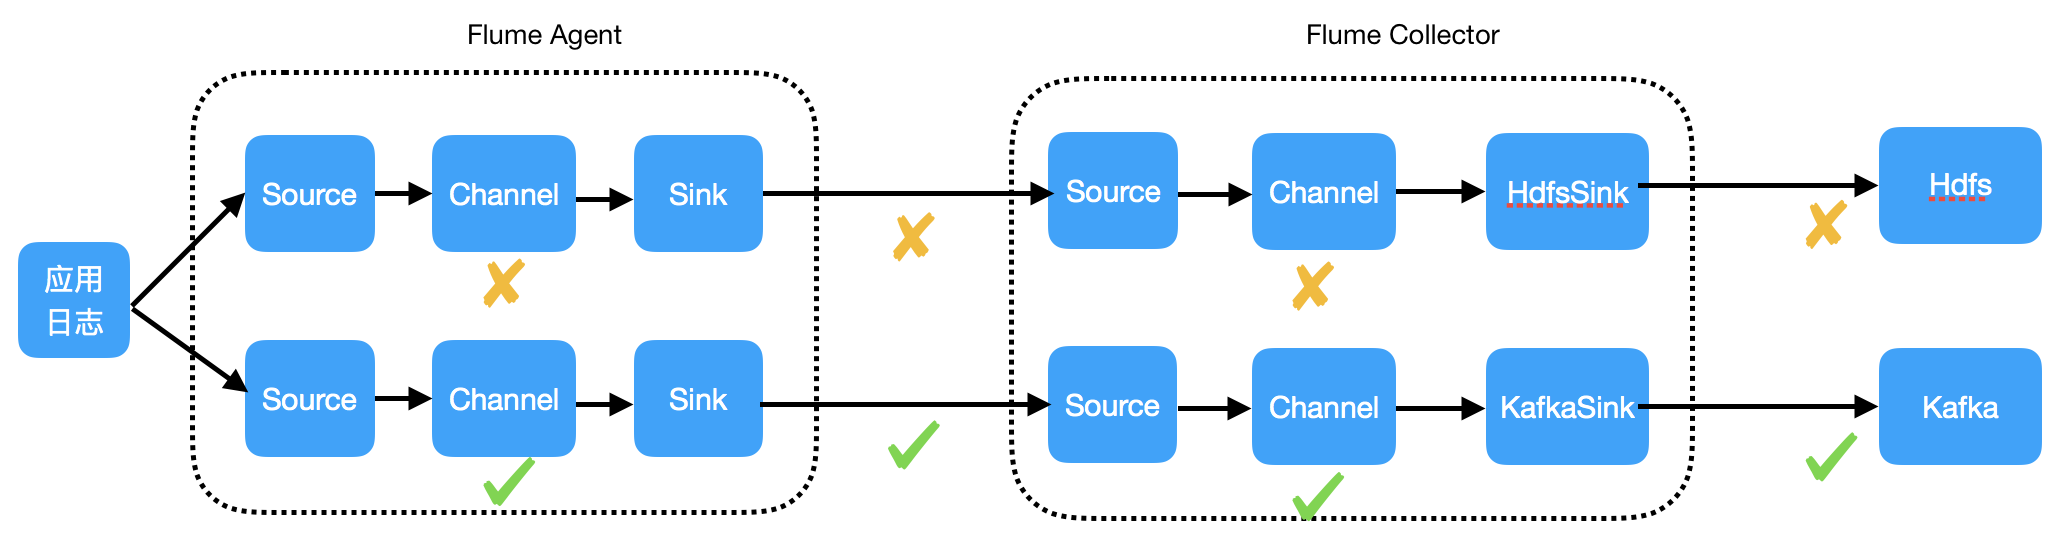 Flume Agent
Flume Collector
Source
Channel
Sink
Source
Channel
HdfsSink
Hdfs
应用
日志
Source
Channel
Sink
Source
Channel
KafkaSink
Kafka